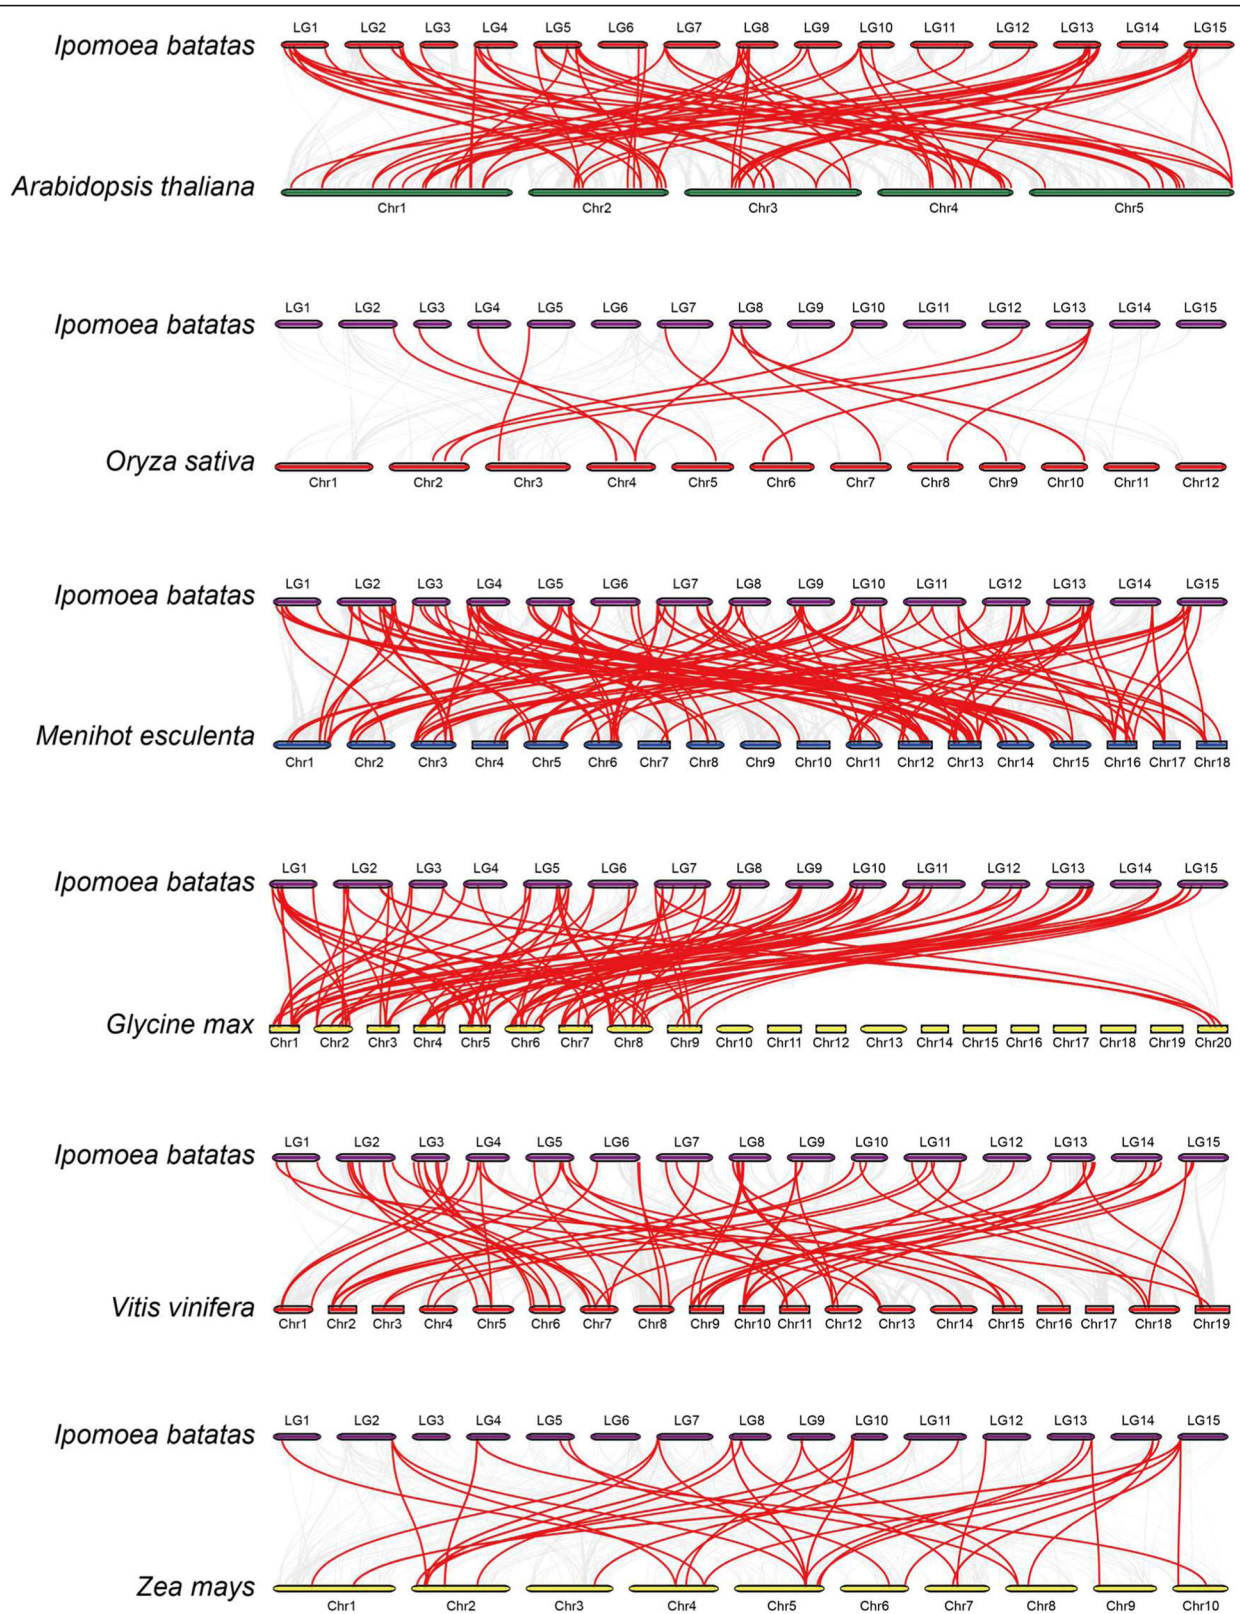 LG1 LG2 LG3 LG4 LG5 LG6 LG7 LG8 LG9 LG10 LG11 LG12 LG13 LG14 LG15
Ipomoea batatas
Arabidopsis thaliana
Chr1 Chr2 Chr3 Chr4 Chr5
LG1 LG2 LG3 LG4 LG5 LG6 LG7 LG8 LG9 LG10 LG11 LG12 LG13 LG14 LG15
Ipomoea batatas
Oryza sativa
Chr1 Chr2 Chr3 Chr4 Chr5 Chr6 Chr7 Chr8 Chr9 Chr10 Chr11 Chr12
LG1 LG2 LG3 LG4 LG5 LG6 LG7 LG8 LG9 LG10 LG11 LG12 LG13 LG14 LG15
Ipomoea batatas
Menihot esculenta
Chr1 Chr2 Chr3 Chr4 Chr5 Chr6 Chr7 Chr8 Chr9 Chr10 Chr11 Chr12 Chr13 Chr14 Chr15 Chr16 Chr17 Chr18
LG1 LG2 LG3 LG4 LG5 LG6 LG7 LG8 LG9 LG10 LG11 LG12 LG13 LG14 LG15
Ipomoea batatas
Glycine max
Chr1 Chr2 Chr3 Chr4 Chr5 Chr6 Chr7 Chr8 Chr9 Chr10 Chr11 Chr12 Chr13 Chr14 Chr15 Chr16 Chr17 Chr18 Chr19 Chr20
LG1 LG2 LG3 LG4 LG5 LG6 LG7 LG8 LG9 LG10 LG11 LG12 LG13 LG14 LG15
Ipomoea batatas
Vitis vinifera
Chr1 Chr2 Chr3 Chr4 Chr5 Chr6 Chr7 Chr8 Chr9 Chr10 Chr11 Chr12 Chr13 Chr14 Chr15 Chr16 Chr17 Chr18 Chr19
LG1 LG2 LG3 LG4 LG5 LG6 LG7 LG8 LG9 LG10 LG11 LG12 LG13 LG14 LG15
Ipomoea batatas
Zea mays
Chr1 Chr2 Chr3 Chr4 Chr5 Chr6 Chr7 Chr8 Chr9 Chr10